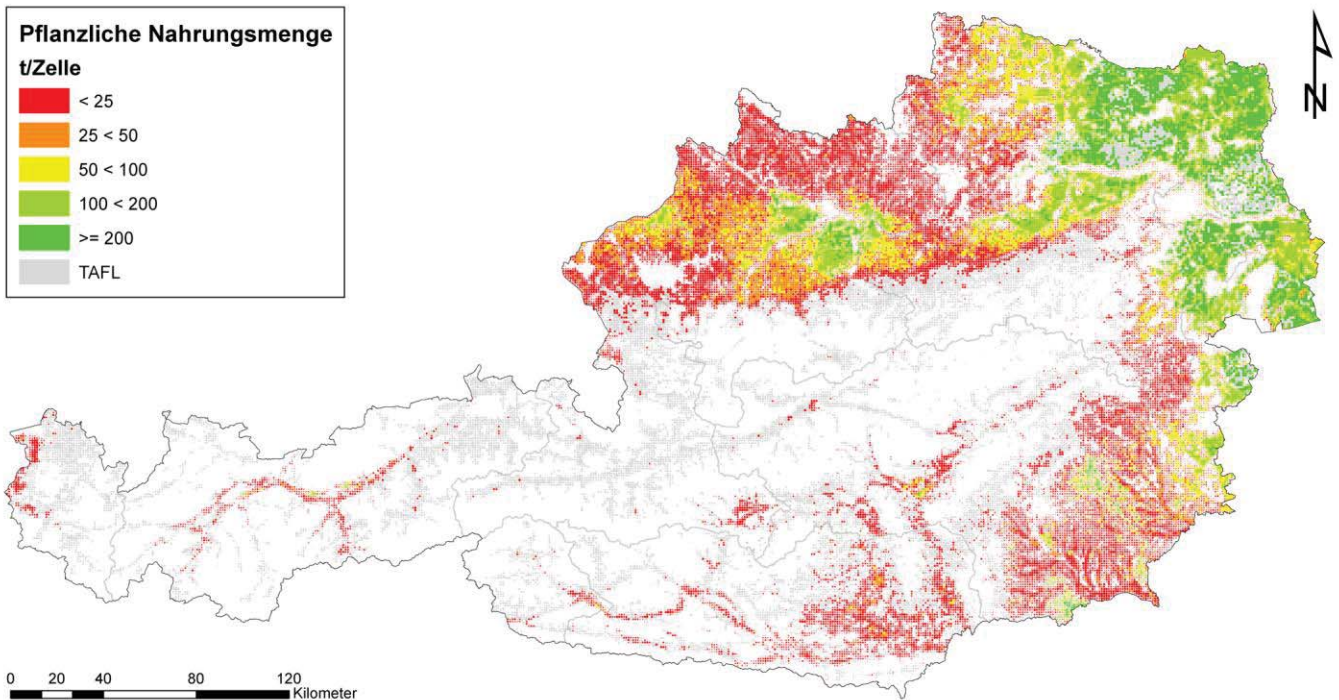 Pflanzliche Nahrungsmenge
t/Zelle
< 25
25 < 50
50 < 100
100 < 200
>= 200
TAFL
N
0 20 40 80 120
Kilometer